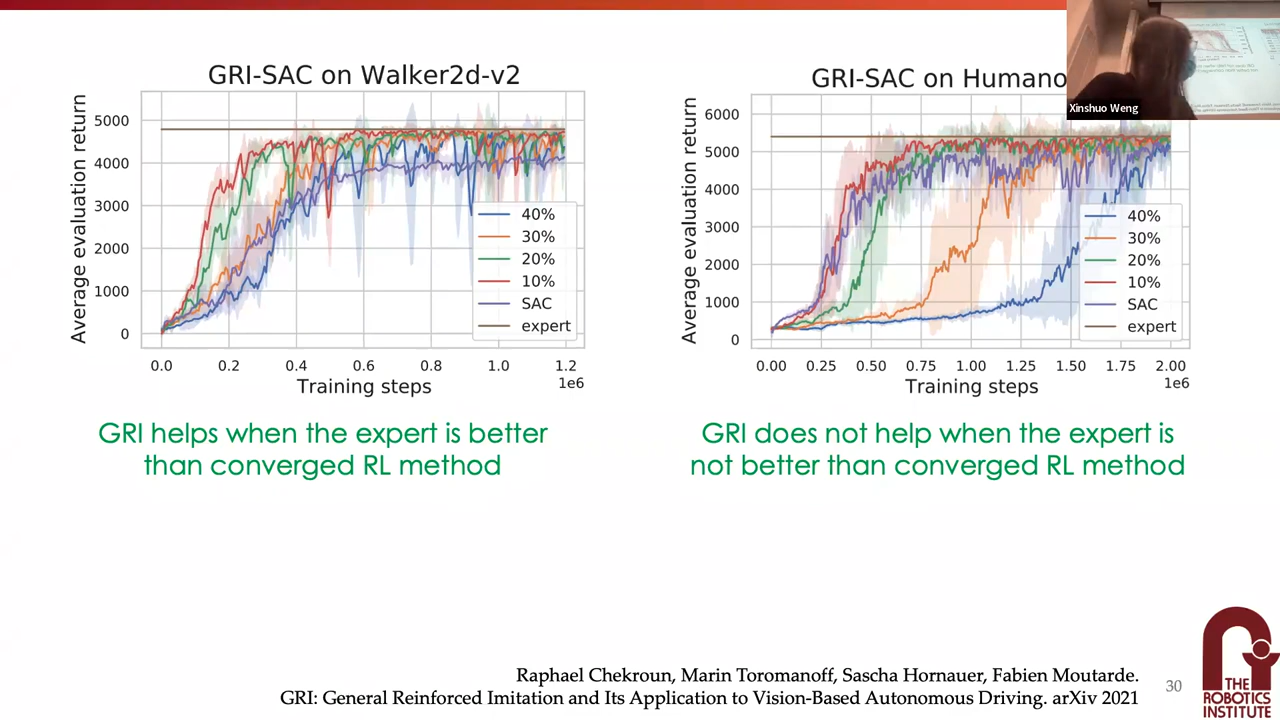 GRI-SAC on Walker2d-v2
Average evaluation return
5000
4000
3000
2000
1000
0
40%
30%
20%
10%
SAC
expert
0.0 0.2 0.4 0.6 0.8 1.0 1.2
1e6
Training steps
GRI helps when the expert is better
than converged RL method
GRI-SAC on Humano
Average evaluation return
6000
5000
4000
3000
2000
1000
0
40%
30%
20%
10%
SAC
expert
0.00 0.25 0.50 0.75 1.00 1.25 1.50 1.75 2.00
1e6
Training steps
GRI does not help when the expert is
not better than converged RL method
Xinshuo Weng
Raphael Chekroun, Marin Toromanoff, Sascha Hornauer, Fabien Moutarde.
GRI: General Reinforced Imitation and Its Application to Vision-Based Autonomous Driving. arXiv 2021
30
THE
ROBOTICS
INSTITUTE